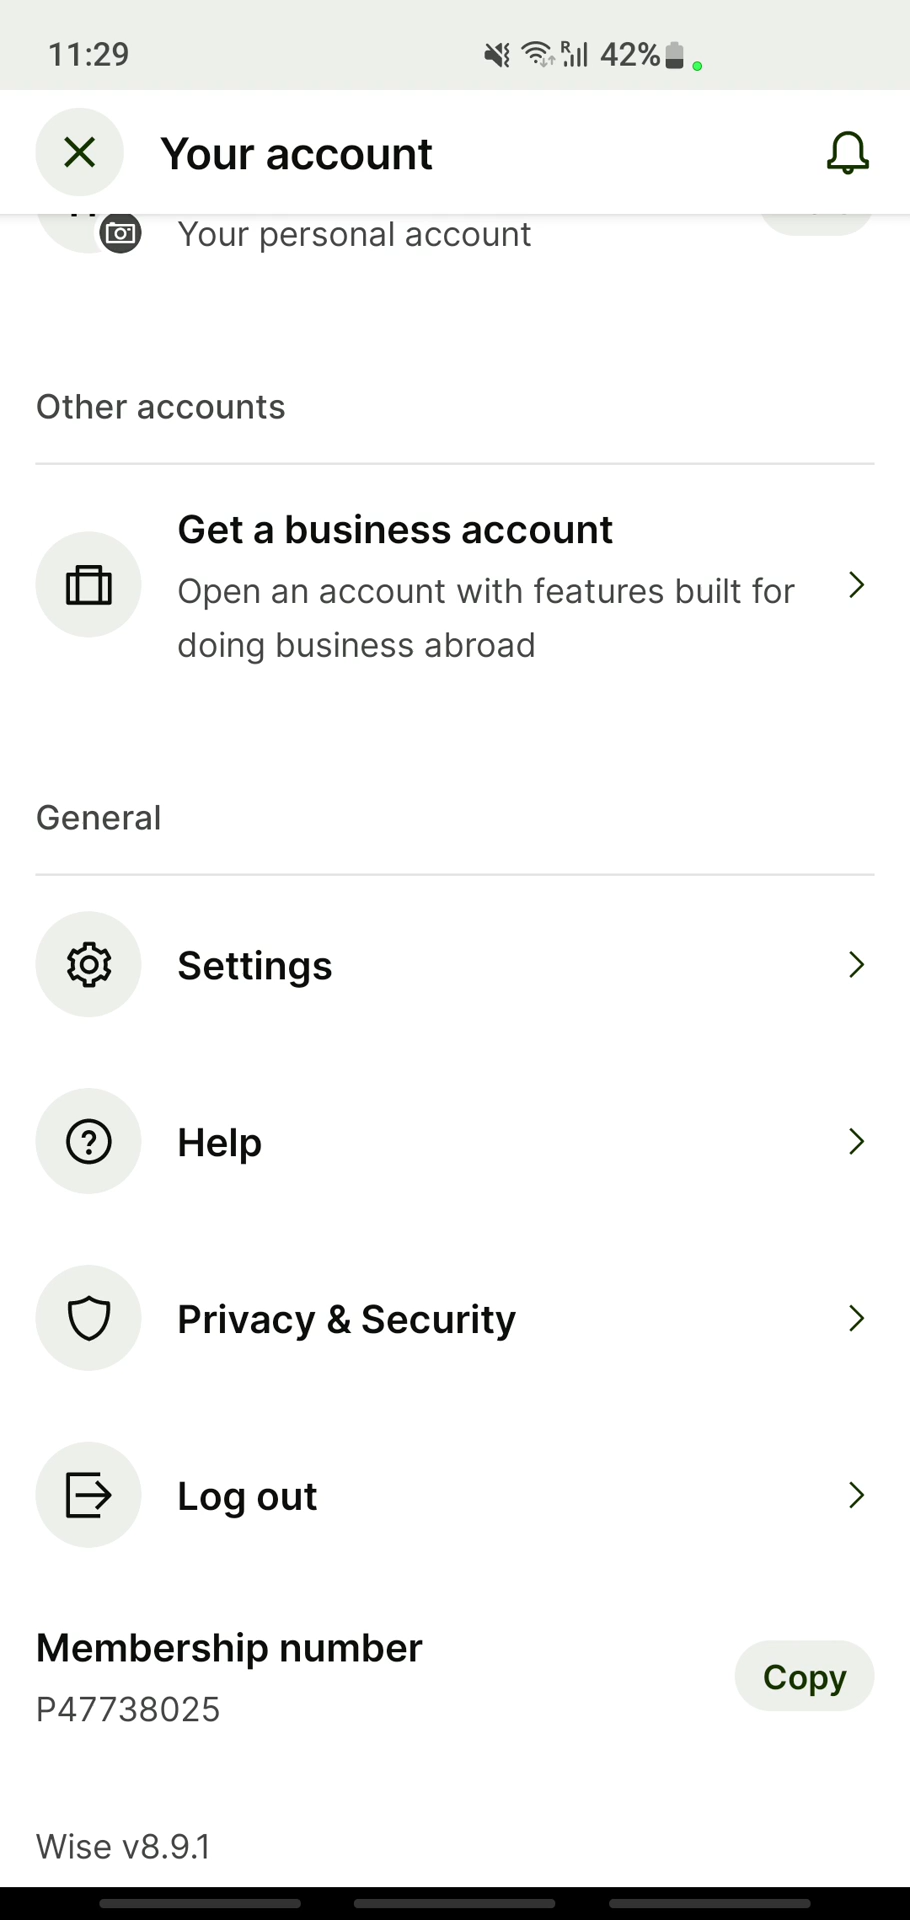 11:29
R
42%
Your account
Your personal account
Other accounts
Get a business account
Open an account with features built for
doing business abroad
General
Settings
Help
Privacy & Security
Log out
Membership number
P47738025
Copy
Wise v8.9.1